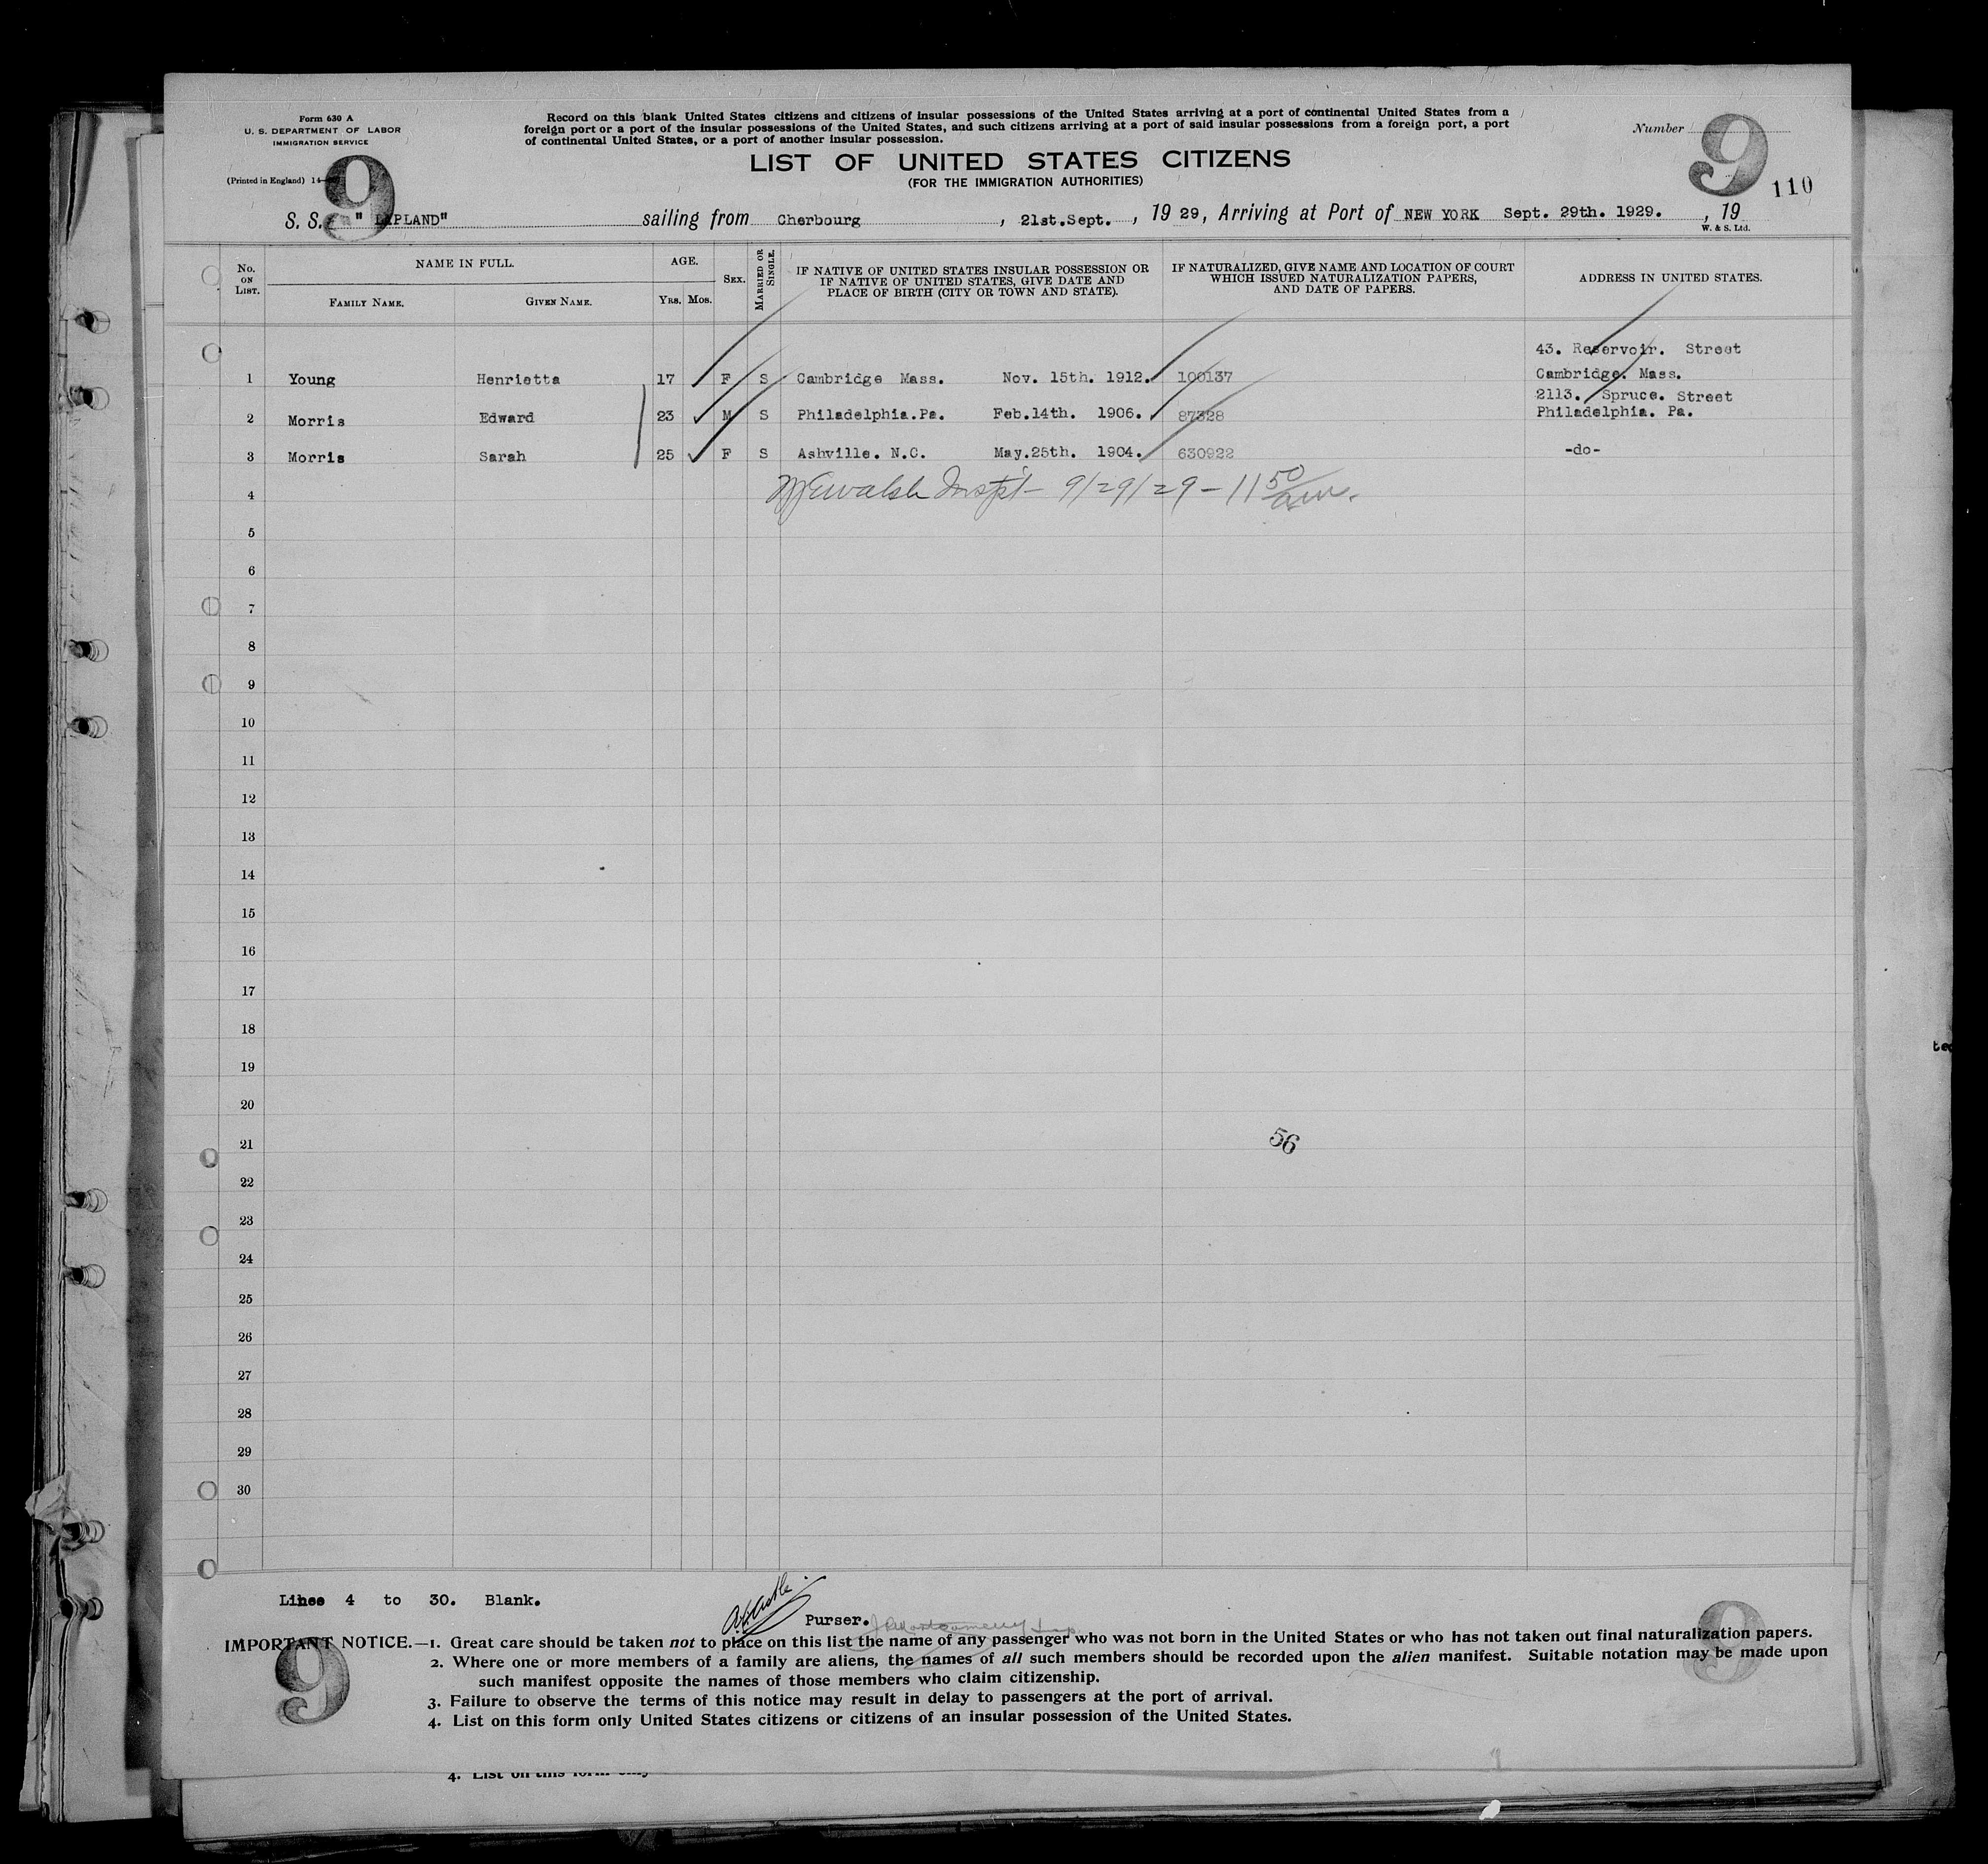 Form 630 A
U. S. DEPARTMENT OF LABOR
IMMIGRATION SERVICE
(Printed in England) 14
9
Record on this blank United States citizens and citizens of insular possessions of the United States arriving at a port of continental United States from a
foreign port or a port of the insular possessions of the United States, and such citizens arriving at a port of said insular possessions from a foreign port, a port
of continental United States, or a port of another insular possession.
Number
9
110
LIST OF UNITED STATES CITIZENS
(FOR THE IMMIGRATION AUTHORITIES)
S. S. " LAPLAND" sailing from Cherbourg , 21st.Sept. , 19 29, Arriving at Port of NEW YORK Sept. 29th. 1929. , 19
W. & S. Ltd.
No. ON LIST. NAME IN FULL. AGE. SEX. MARRIED OR SINGLE. IF NATIVE OF UNITED STATES INSULAR POSSESSION OR IF NATIVE OF UNITED STATES, GIVE DATE AND PLACE OF BIRTH (CITY OR TOWN AND STATE). IF NATURALIZED, GIVE NAME AND LOCATION OF COURT WHICH ISSUED NATURALIZATION PAPERS, AND DATE OF PAPERS. ADDRESS IN UNITED STATES.
FAMILY NAME. GIVEN NAME. YRS. MOS.
43. Reservoir. Street
1 Young Henrietta 17 F S Cambridge Mass. Nov. 15th. 1912. 100137 Cambridge. Mass.
2113. Spruce. Street
2 Morris Edward 23 M S Philadelphia.Pa. Feb.14th. 1906. 87328 Philadelphia. Pa.
3 Morris Sarah 25 F S Ashville. N.C. May.25th. 1904. 630922 -do-
4 Walsh Inspt - 9/29/29 - 11 50 am.
5
6
7
8
9
10
11
12
13
14
15
16
17
18
19
20
21
56
22
23
24
25
26
27
28
29
30
Lines 4 to 30. Blank.
Purser.
IMPORTANT NOTICE.—1. Great care should be taken not to place on this list the name of any passenger who was not born in the United States or who has not taken out final naturalization papers.
2. Where one or more members of a family are aliens, the names of all such members should be recorded upon the alien manifest. Suitable notation may be made upon
such manifest opposite the names of those members who claim citizenship.
3. Failure to observe the terms of this notice may result in delay to passengers at the port of arrival.
4. List on this form only United States citizens or citizens of an insular possession of the United States.
9
9